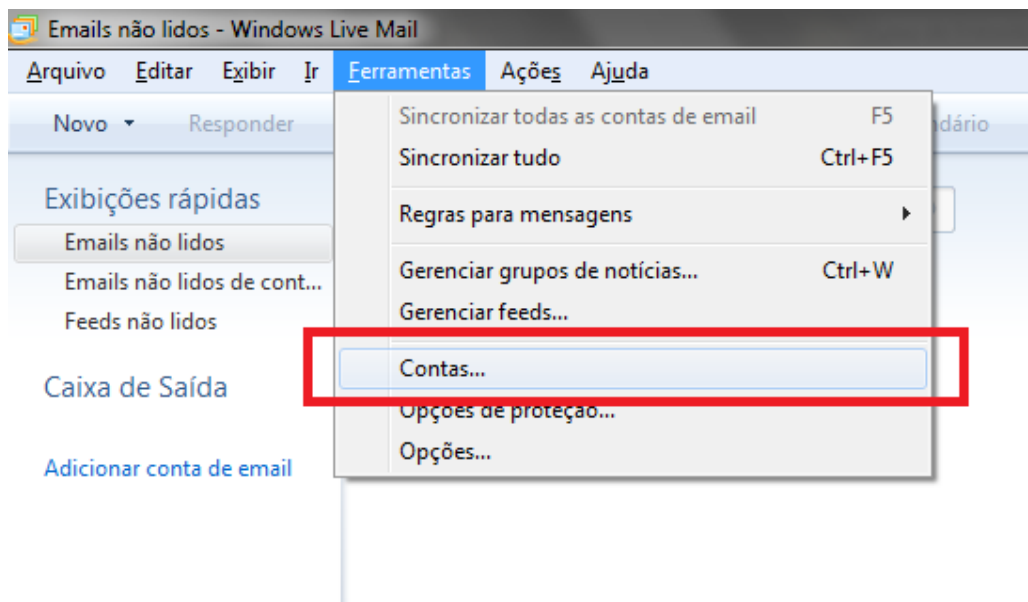 Emails não lidos - Windows Live Mail
Arquivo Editar Exibir Ir Ferramentas Ações Ajuda
Novo Responder
Sincronizar todas as contas de email F5
Sincronizar tudo Ctrl+F5
Regras para mensagens
Gerenciar grupos de notícias... Ctrl+W
Gerenciar feeds...
Contas...
Opções de proteção...
Opções...
ndário
Exibições rápidas
Emails não lidos
Emails não lidos de cont...
Feeds não lidos
Caixa de Saída
Adicionar conta de email